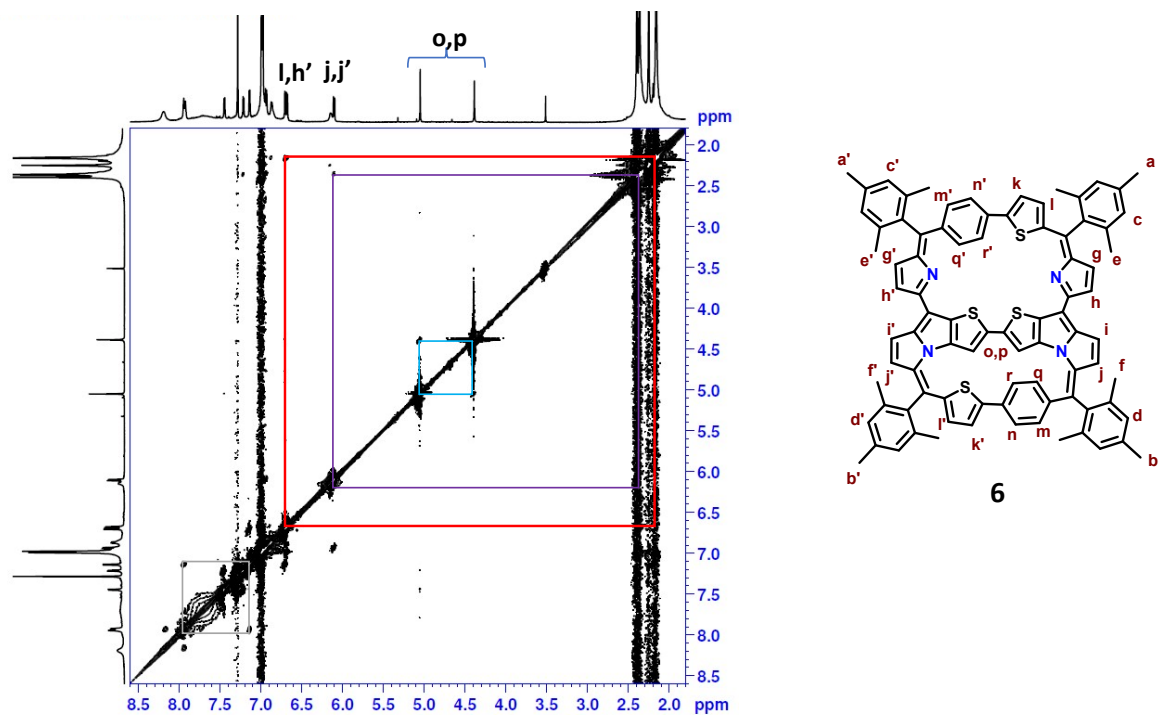 o,p
l,h’ j,j’
ppm
2.0
2.5
3.0
3.5
4.0
4.5
5.0
5.5
6.0
6.5
7.0
7.5
8.0
8.5
8.5 8.0 7.5 7.0 6.5 6.0 5.5 5.0 4.5 4.0 3.5 3.0 2.5 2.0 ppm
a' c' a
m' n' k l
S
e' q' r' e c
g' N N g
h' h
S S
i' i
N o,p N
f' j' S r q j f
d' l' n m d
k'
b' b
6